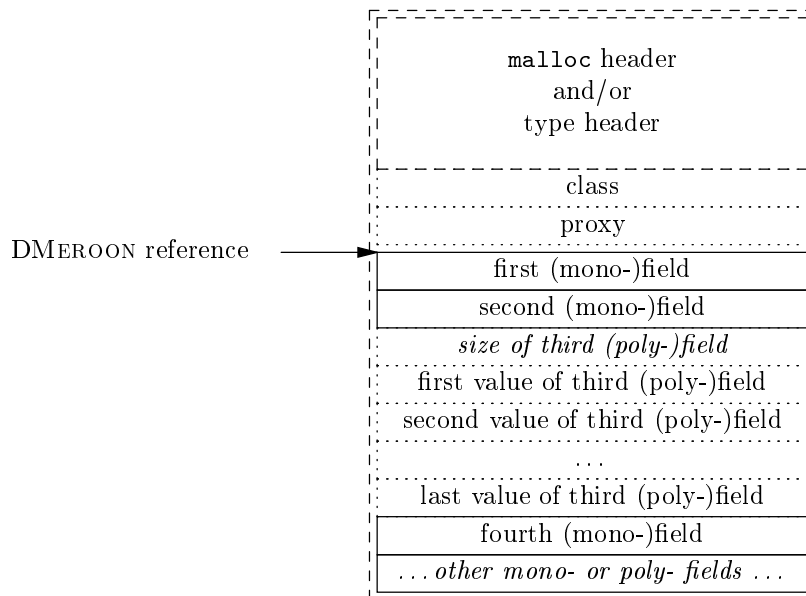 malloc header
and/or
type header
class
proxy
DMEROON reference
first (mono-)field
second (mono-)field
size of third (poly-)field
first value of third (poly-)field
second value of third (poly-)field
...
last value of third (poly-)field
fourth (mono-)field
...other mono- or poly- fields ...